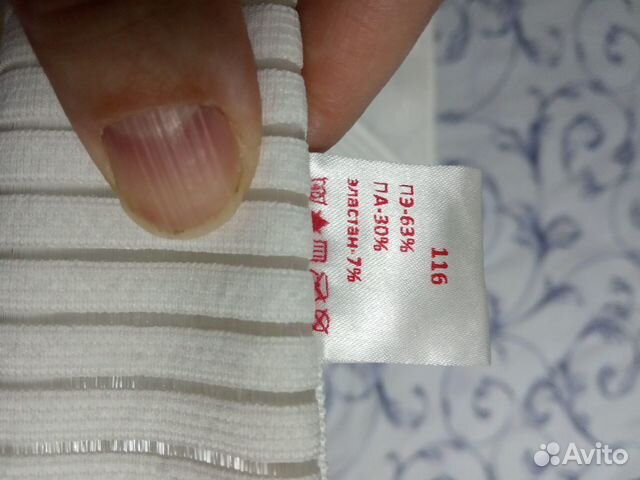 116
ПЭ-63%
ПА-30%
эластан-7%
Avito